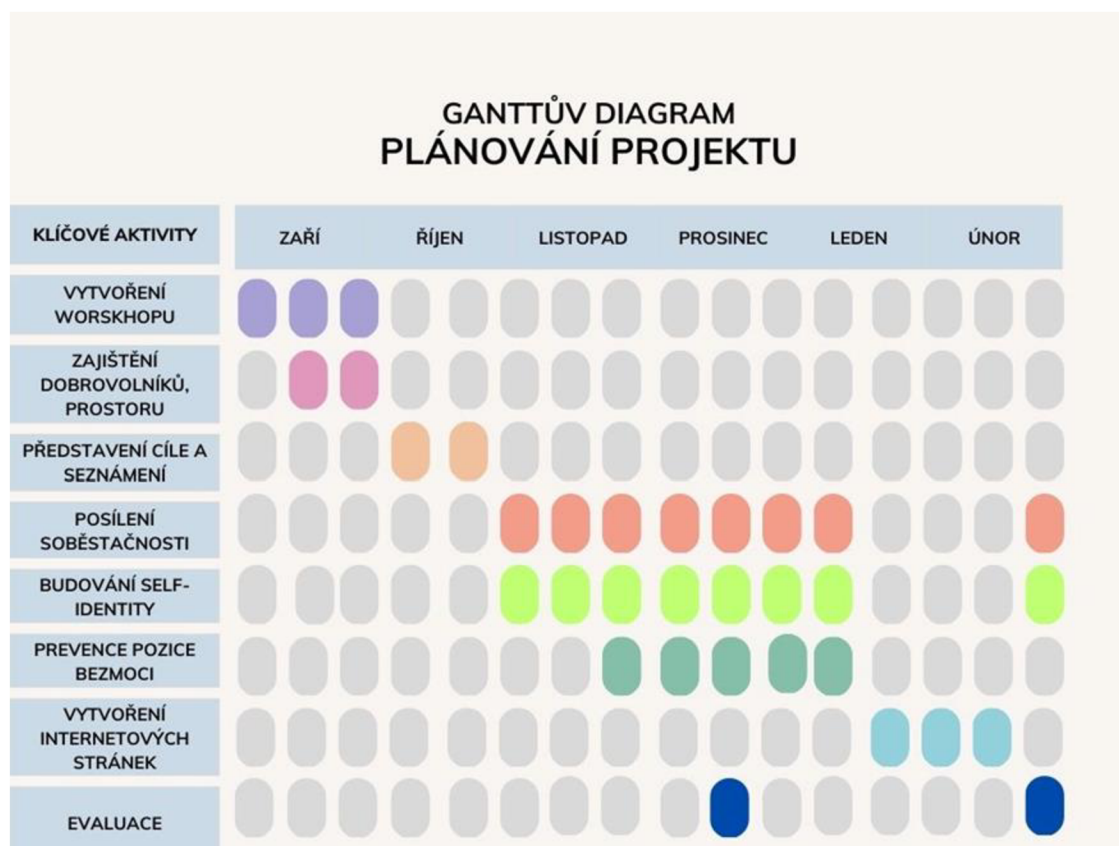 GANTTŮV DIAGRAM
PLÁNOVÁNÍ PROJEKTU
KLÍČOVÉ AKTIVITY
ZAŘÍ
ŘÍJEN
LISTOPAD
PROSINEC
LEDEN
ÚNOR
VYTVOŘENÍ
WORSKHOPU
ZAJIŠTĚNÍ
DOBROVOLNÍKŮ,
PROSTORU
PŘEDSTAVENÍ CÍLE A
SEZNÁMENÍ
POSÍLENÍ
SOBĚSTAČNOSTI
BUDOVÁNÍ SELF-
IDENTITY
PREVENCE POZICE
BEZMOCI
VYTVOŘENÍ
INTERNETOVÝCH
STRÁNEK
EVALUACE